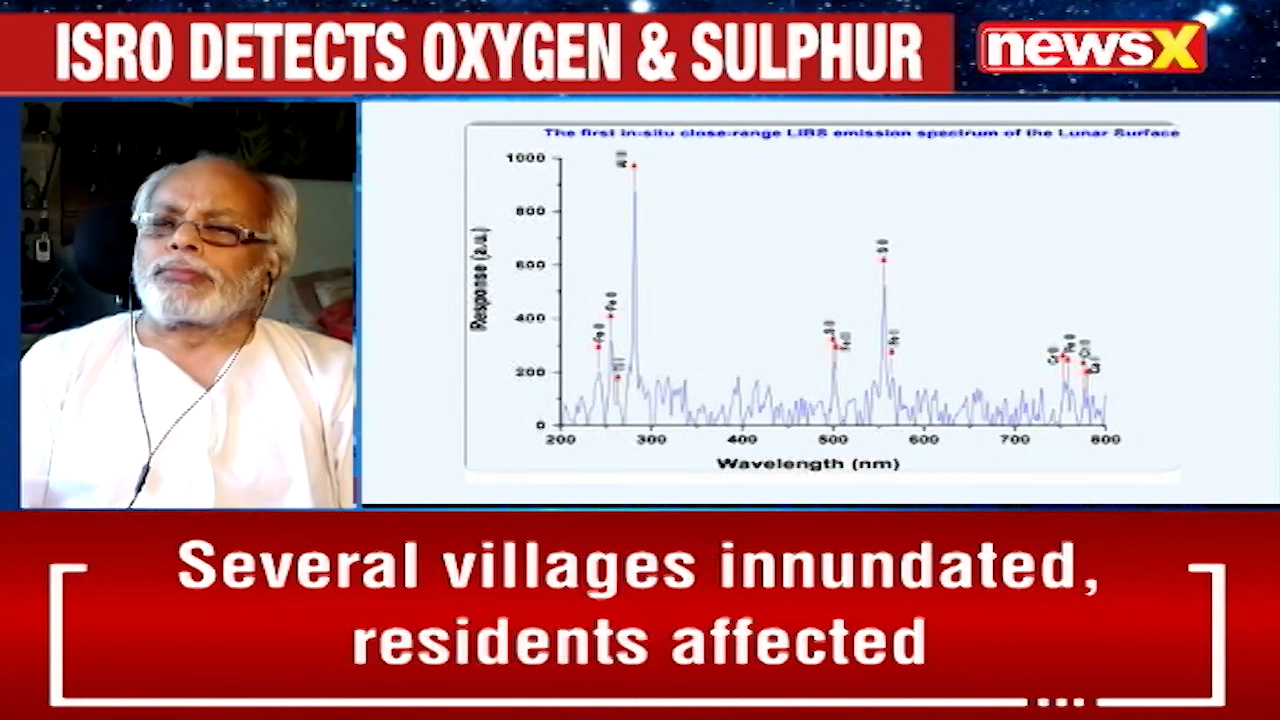 ISRO DETECTS OXYGEN & SULPHUR
newsX
The first in-situ close-range LIBS emission spectrum of the Lunar Surface
1000
800
600
400
200
0
Response (a.u.)
200 300 400 500 600 700 800
Wavelength (nm)
Several villages innundated,
residents affected